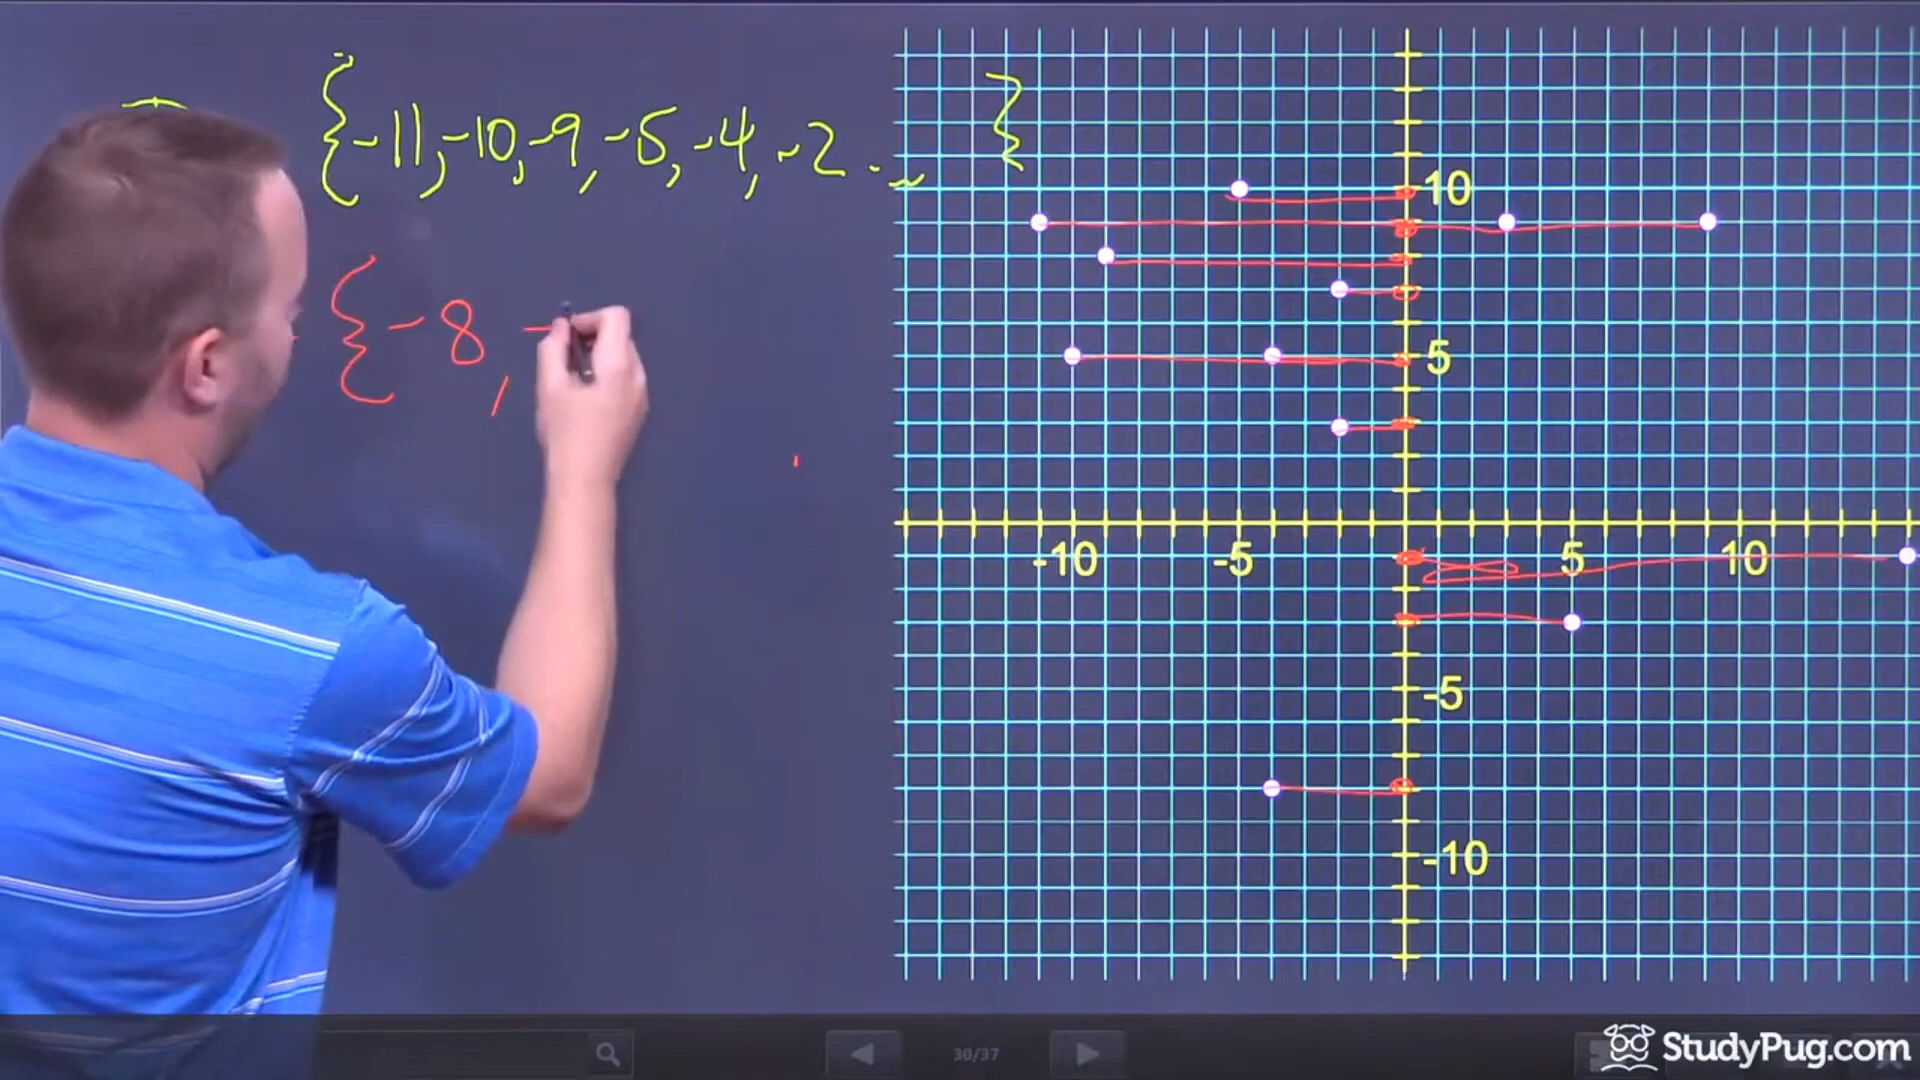 {-11, -10, -9, -5, -4, -2 ... }
{-8, -
10
5
-10 -5 5 10
-5
-10
30/37
StudyPug.com